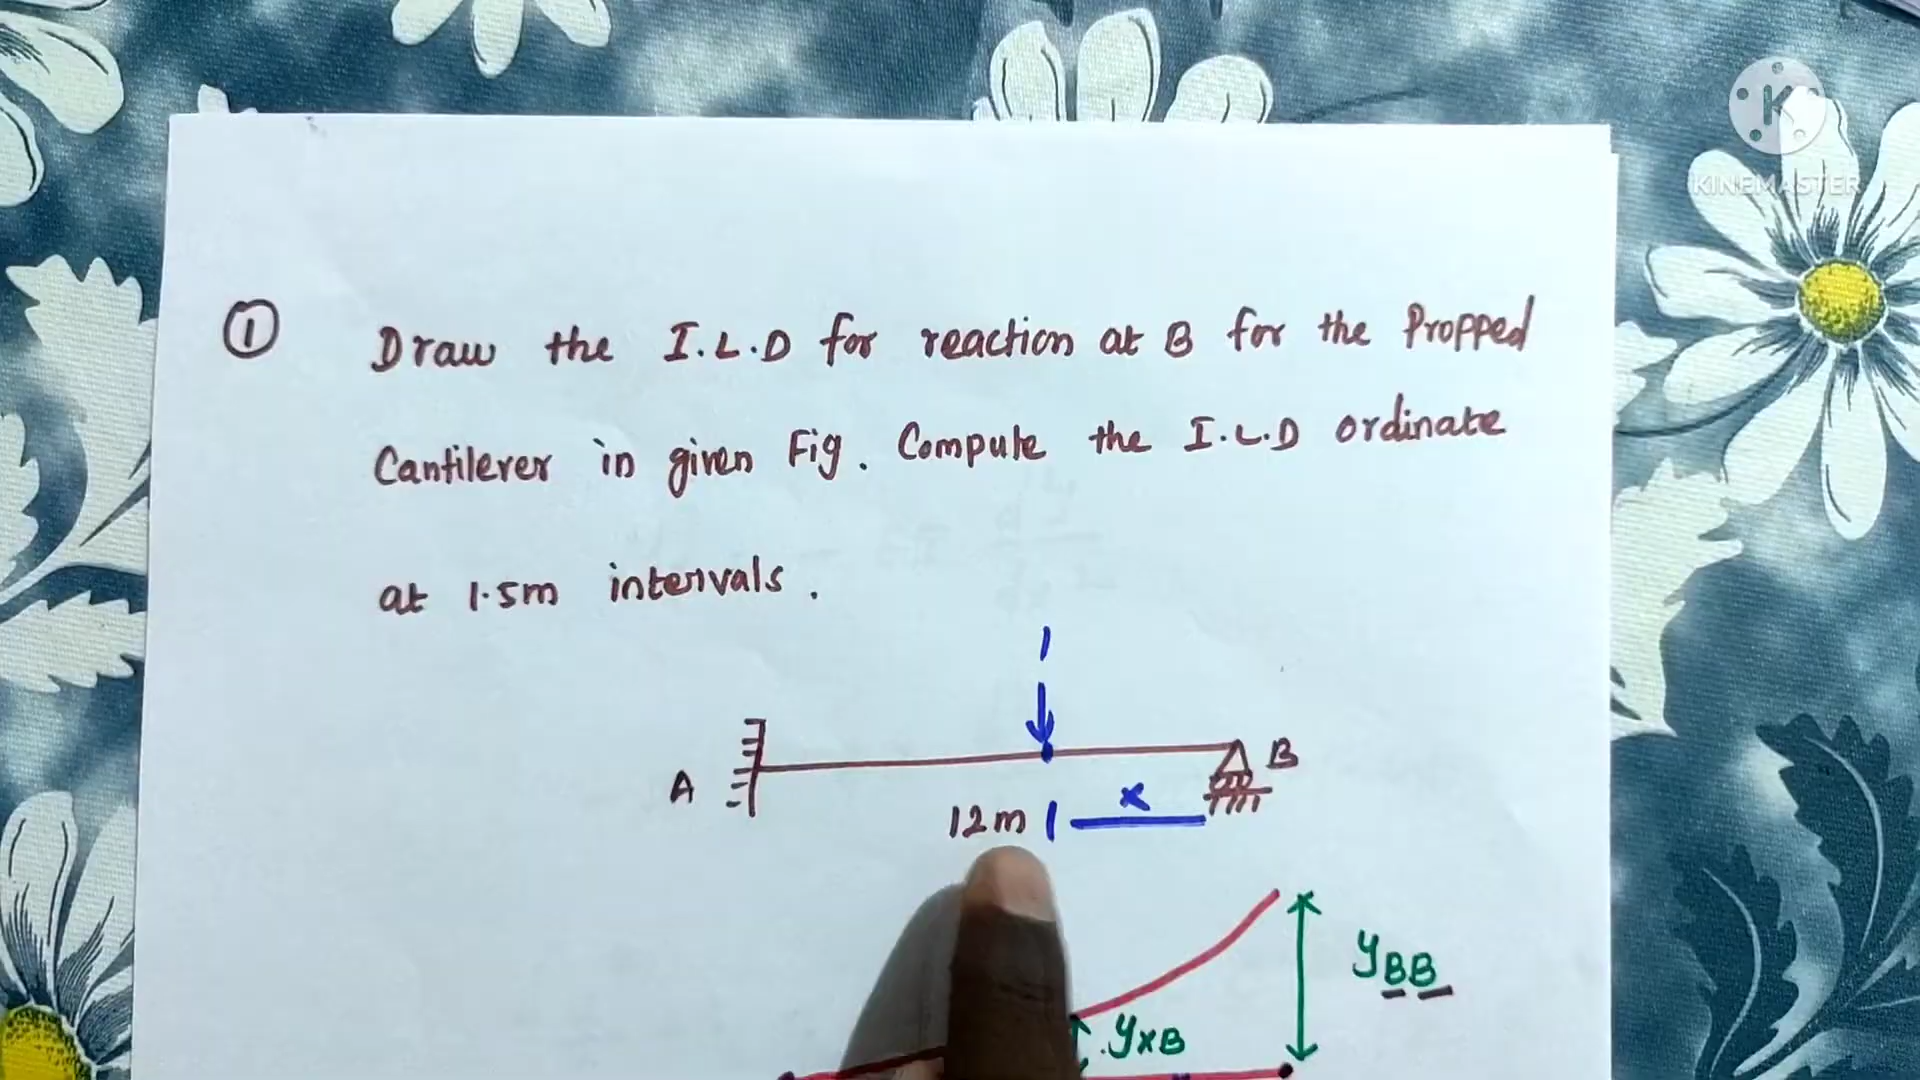 K
KINEMASTER
① Draw the I.L.D for reaction at B for the Propped
Cantilever in given Fig. Compute the I.L.D ordinate
at 1.5m intervals.
1
A
B
12m
x
yBB
yXB